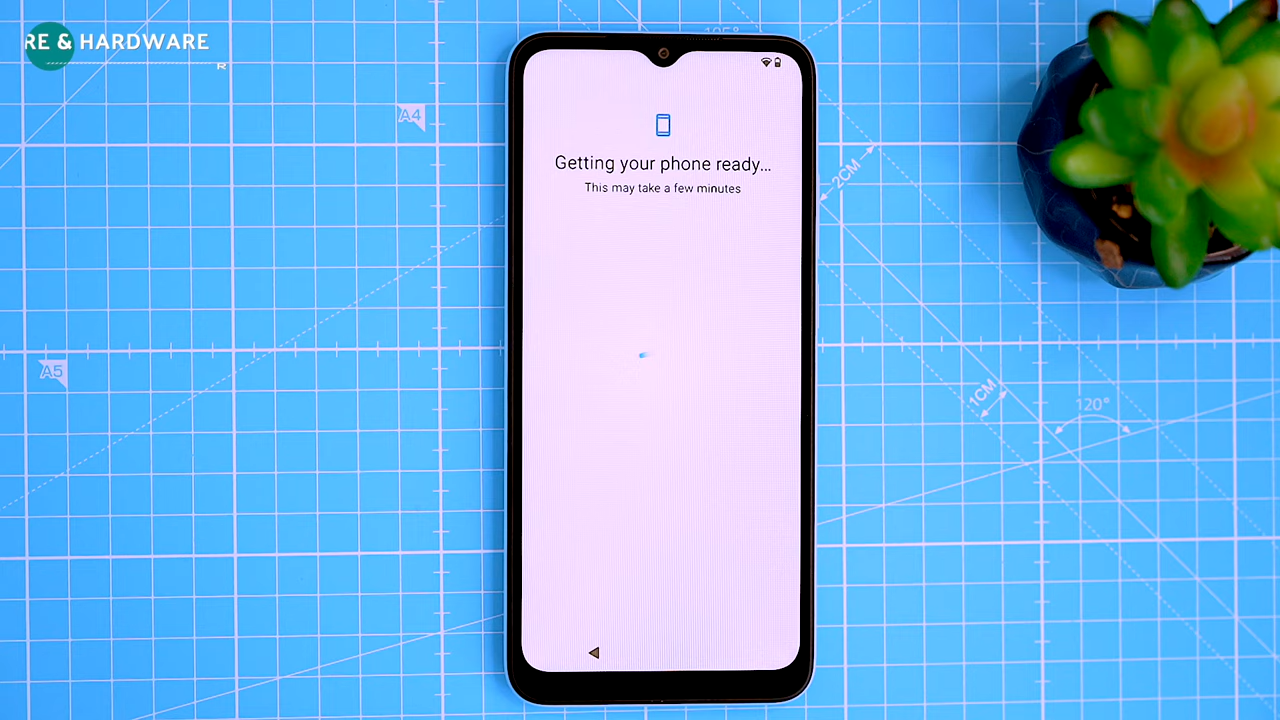 RE & HARDWARE
A4
Getting your phone ready...
This may take a few minutes
2CM
A5
1CM
120°